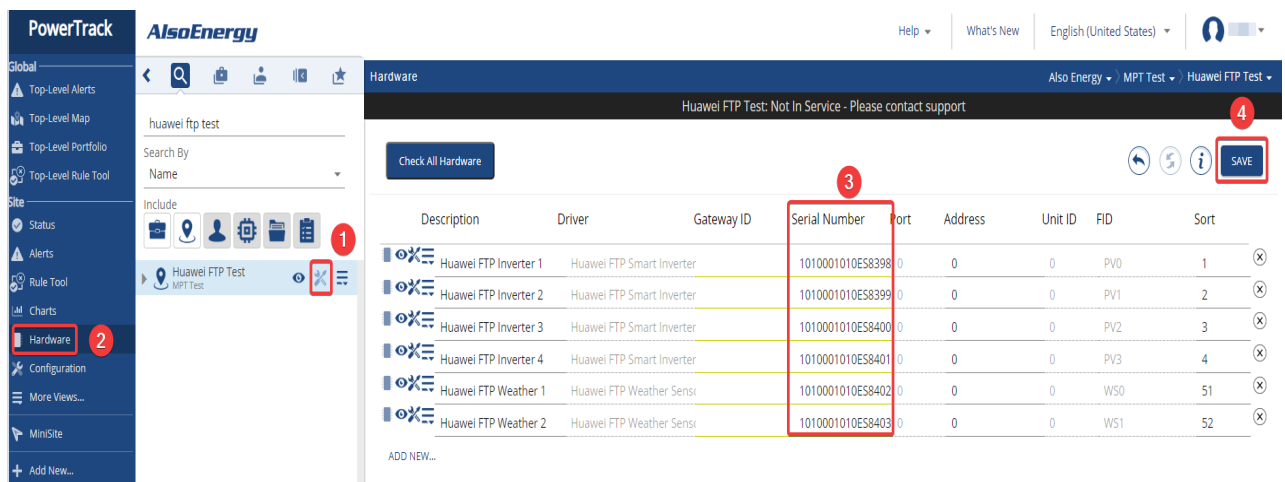 PowerTrack
AlsoEnergy
Help
What's New
English (United States)
Global
Top-Level Alerts
Top-Level Map
Top-Level Portfolio
Top-Level Rule Tool
Site
Status
Alerts
Rule Tool
Charts
Hardware
2
Configuration
More Views...
MiniSite
Add New...
huawei ftp test
Search By
Name
Include
1
Huawei FTP Test
MPT Test
Hardware
Also Energy
MPT Test
Huawei FTP Test
Huawei FTP Test: Not In Service - Please contact support
4
Check All Hardware
SAVE
3
Description Driver Gateway ID Serial Number Port Address Unit ID FID Sort
Huawei FTP Inverter 1 Huawei FTP Smart Inverter 1010001010ES8398 0 0 0 PV0 1
Huawei FTP Inverter 2 Huawei FTP Smart Inverter 1010001010ES8399 0 0 0 PV1 2
Huawei FTP Inverter 3 Huawei FTP Smart Inverter 1010001010ES8400 0 0 0 PV2 3
Huawei FTP Inverter 4 Huawei FTP Smart Inverter 1010001010ES8401 0 0 0 PV3 4
Huawei FTP Weather 1 Huawei FTP Weather Senso 1010001010ES8402 0 0 0 WS0 51
Huawei FTP Weather 2 Huawei FTP Weather Senso 1010001010ES8403 0 0 0 WS1 52
ADD NEW...